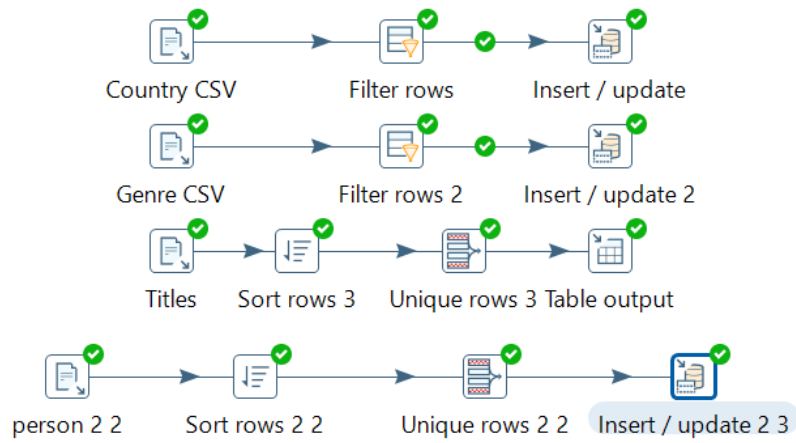 Country CSV Filter rows Insert / update
Genre CSV Filter rows 2 Insert / update 2
Titles Sort rows 3 Unique rows 3 Table output
person 2 2 Sort rows 2 2 Unique rows 2 2 Insert / update 2 3